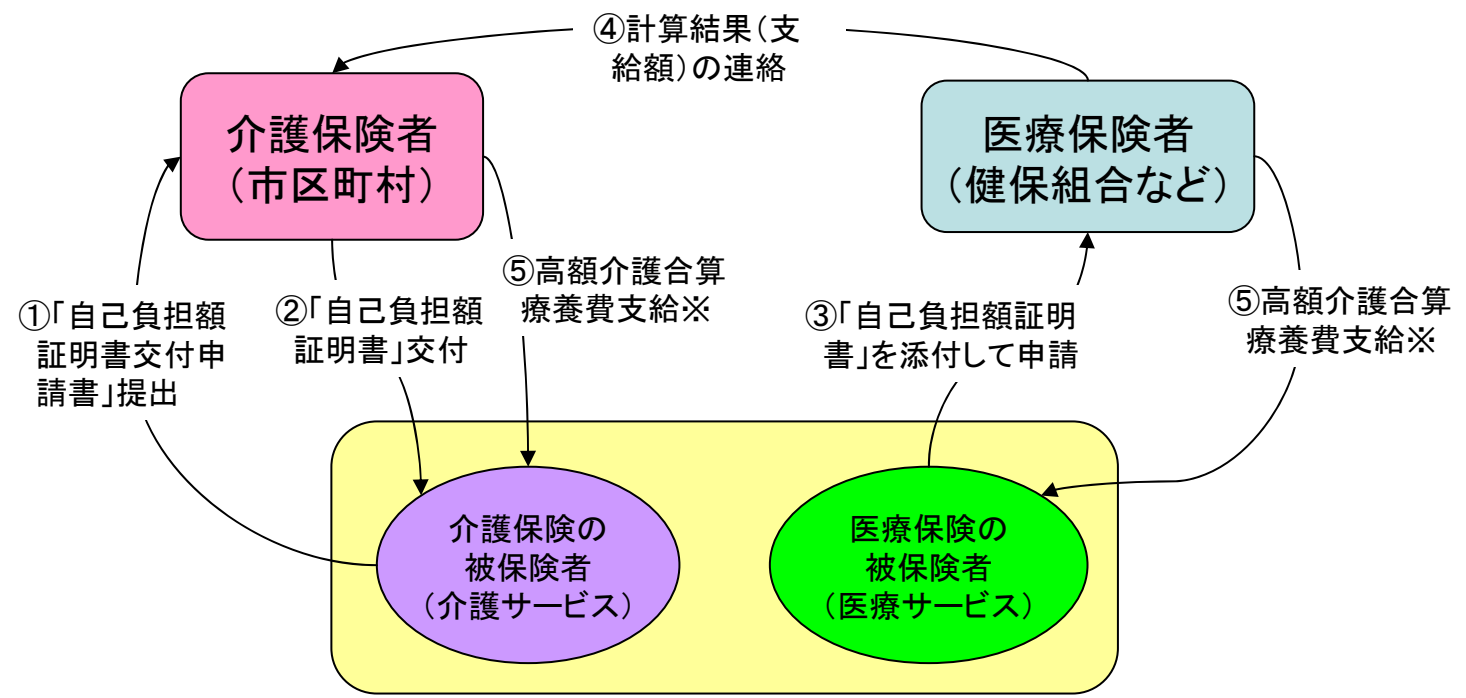 ④計算結果（支
給額）の連絡
介護保険者
（市区町村）
医療保険者
（健保組合など）
①「自己負担額
証明書交付申
請書」提出
②「自己負担額
証明書」交付
⑤高額介護合算
療養費支給※
③「自己負担額証明
書」を添付して申請
⑤高額介護合算
療養費支給※
介護保険の
被保険者
（介護サービス）
医療保険の
被保険者
（医療サービス）